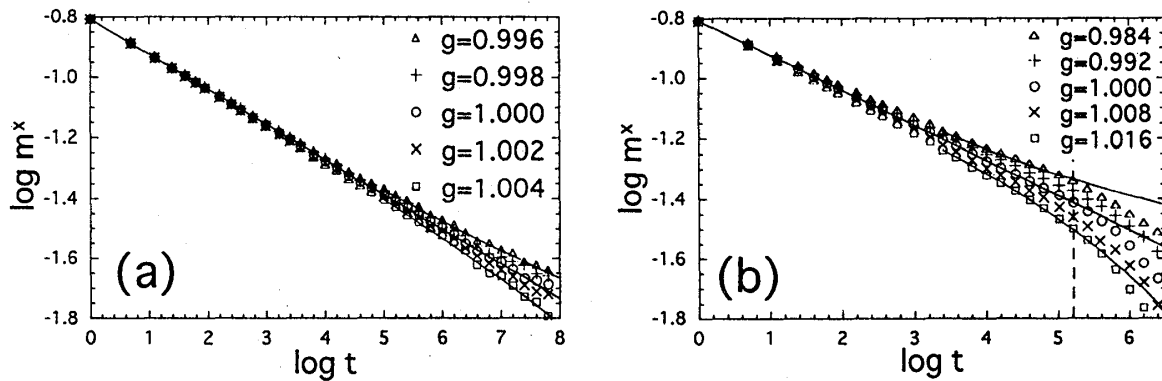 -0.8
-1.0
-1.2
-1.4
-1.6
-1.8
log m^x
0 1 2 3 4 5 6 7 8
log t
g=0.996
g=0.998
g=1.000
g=1.002
g=1.004
(a)
-0.8
-1.0
-1.2
-1.4
-1.6
-1.8
log m^x
0 1 2 3 4 5 6
log t
g=0.984
g=0.992
g=1.000
g=1.008
g=1.016
(b)